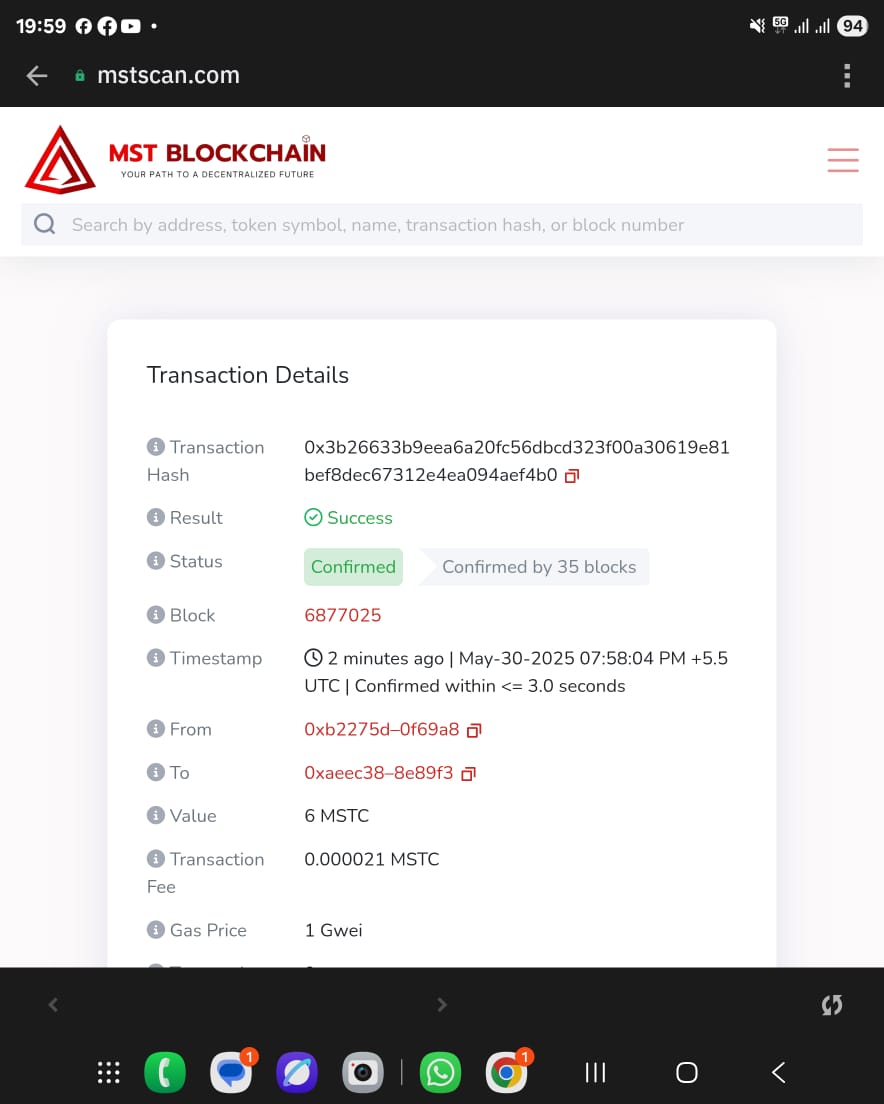 19:59
5G
94
mstscan.com
MST BLOCKCHAIN
YOUR PATH TO A DECENTRALIZED FUTURE
Search by address, token symbol, name, transaction hash, or block number
Transaction Details
Transaction Hash
0x3b26633b9eea6a20fc56dbcd323f00a30619e81
bef8dec67312e4ea094aef4b0
Result
Success
Status
Confirmed
Confirmed by 35 blocks
Block
6877025
Timestamp
2 minutes ago | May-30-2025 07:58:04 PM +5.5
UTC | Confirmed within <= 3.0 seconds
From
0xb2275d–0f69a8
To
0xaeec38–8e89f3
Value
6 MSTC
Transaction
Fee
0.000021 MSTC
Gas Price
1 Gwei
1
1